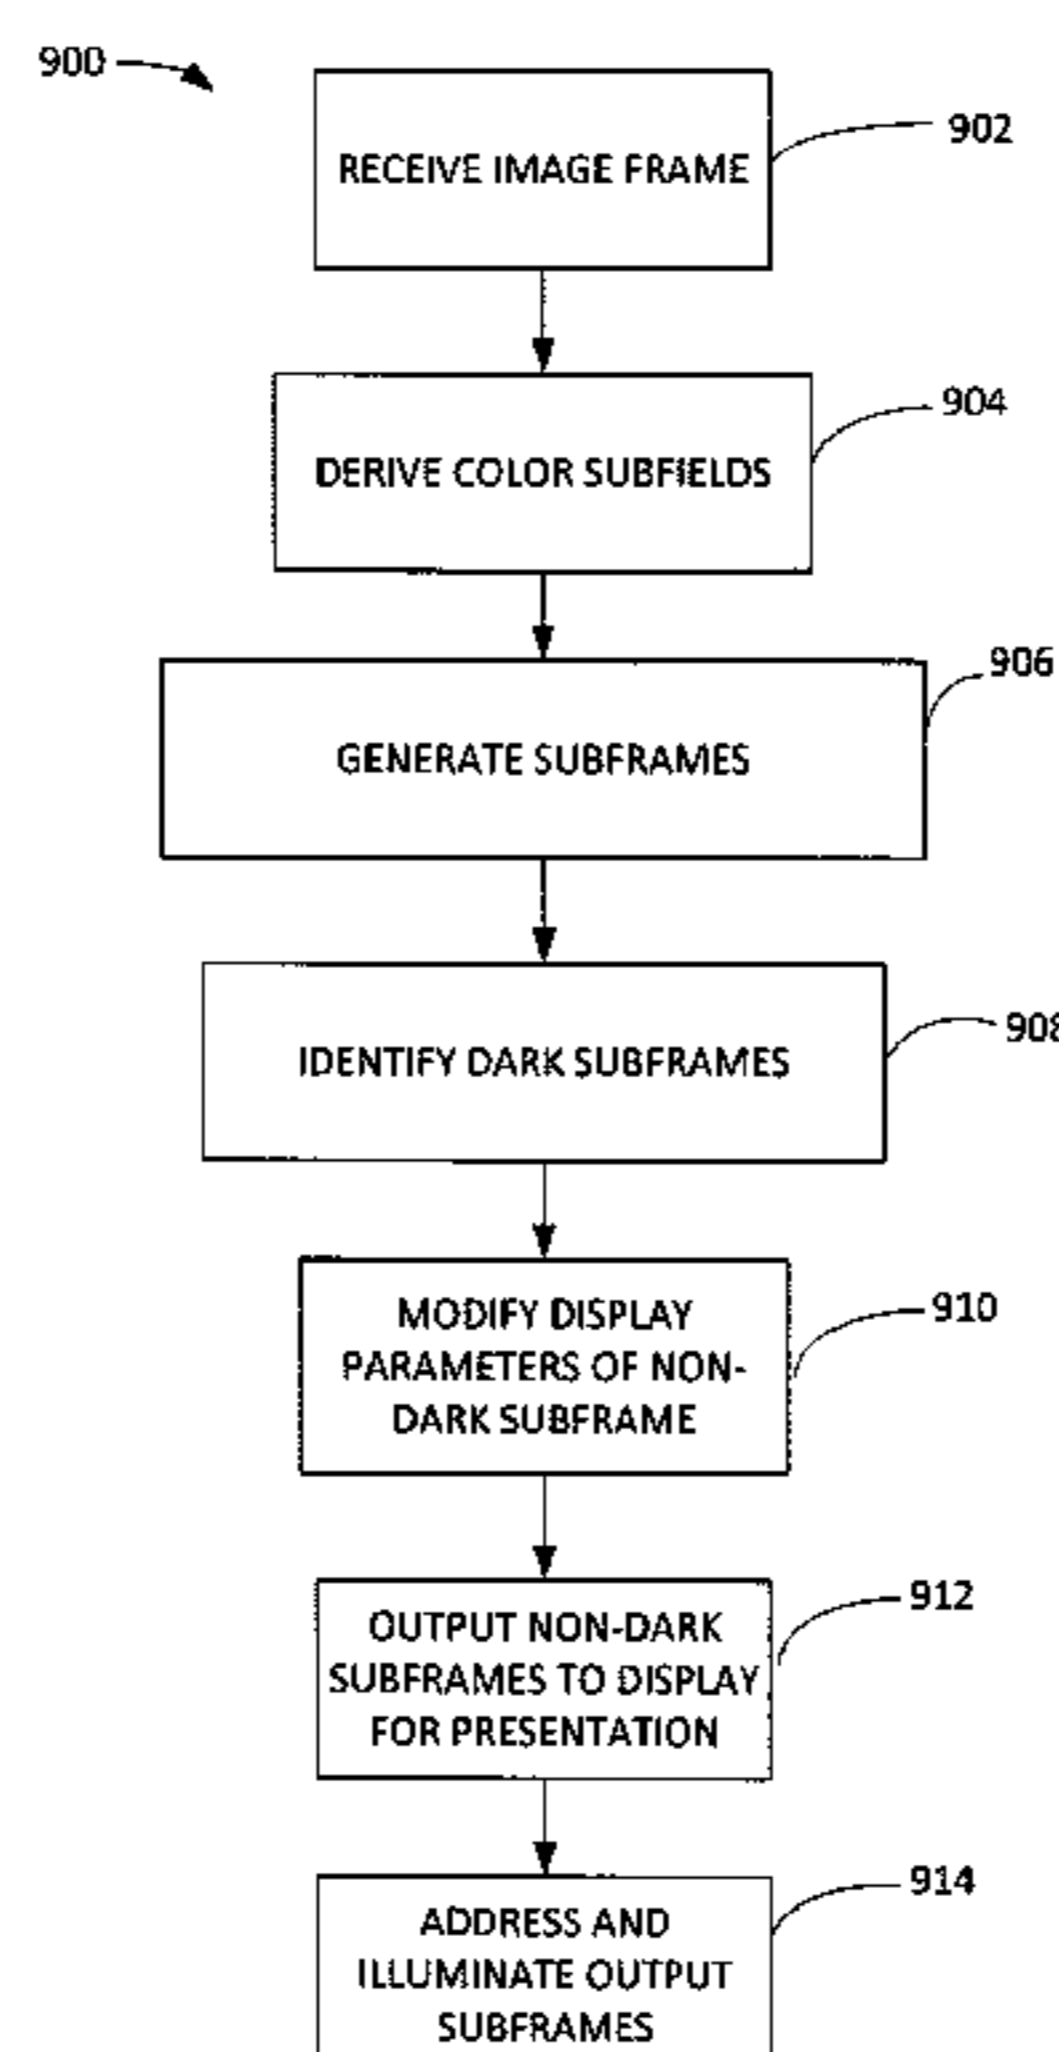 900
902
RECEIVE IMAGE FRAME
904
DERIVE COLOR SUBFIELDS
906
GENERATE SUBFRAMES
908
IDENTIFY DARK SUBFRAMES
910
MODIFY DISPLAY
PARAMETERS OF NON-
DARK SUBFRAME
912
OUTPUT NON-DARK
SUBFRAMES TO DISPLAY
FOR PRESENTATION
914
ADDRESS AND
ILLUMINATE OUTPUT
SUBFRAMES